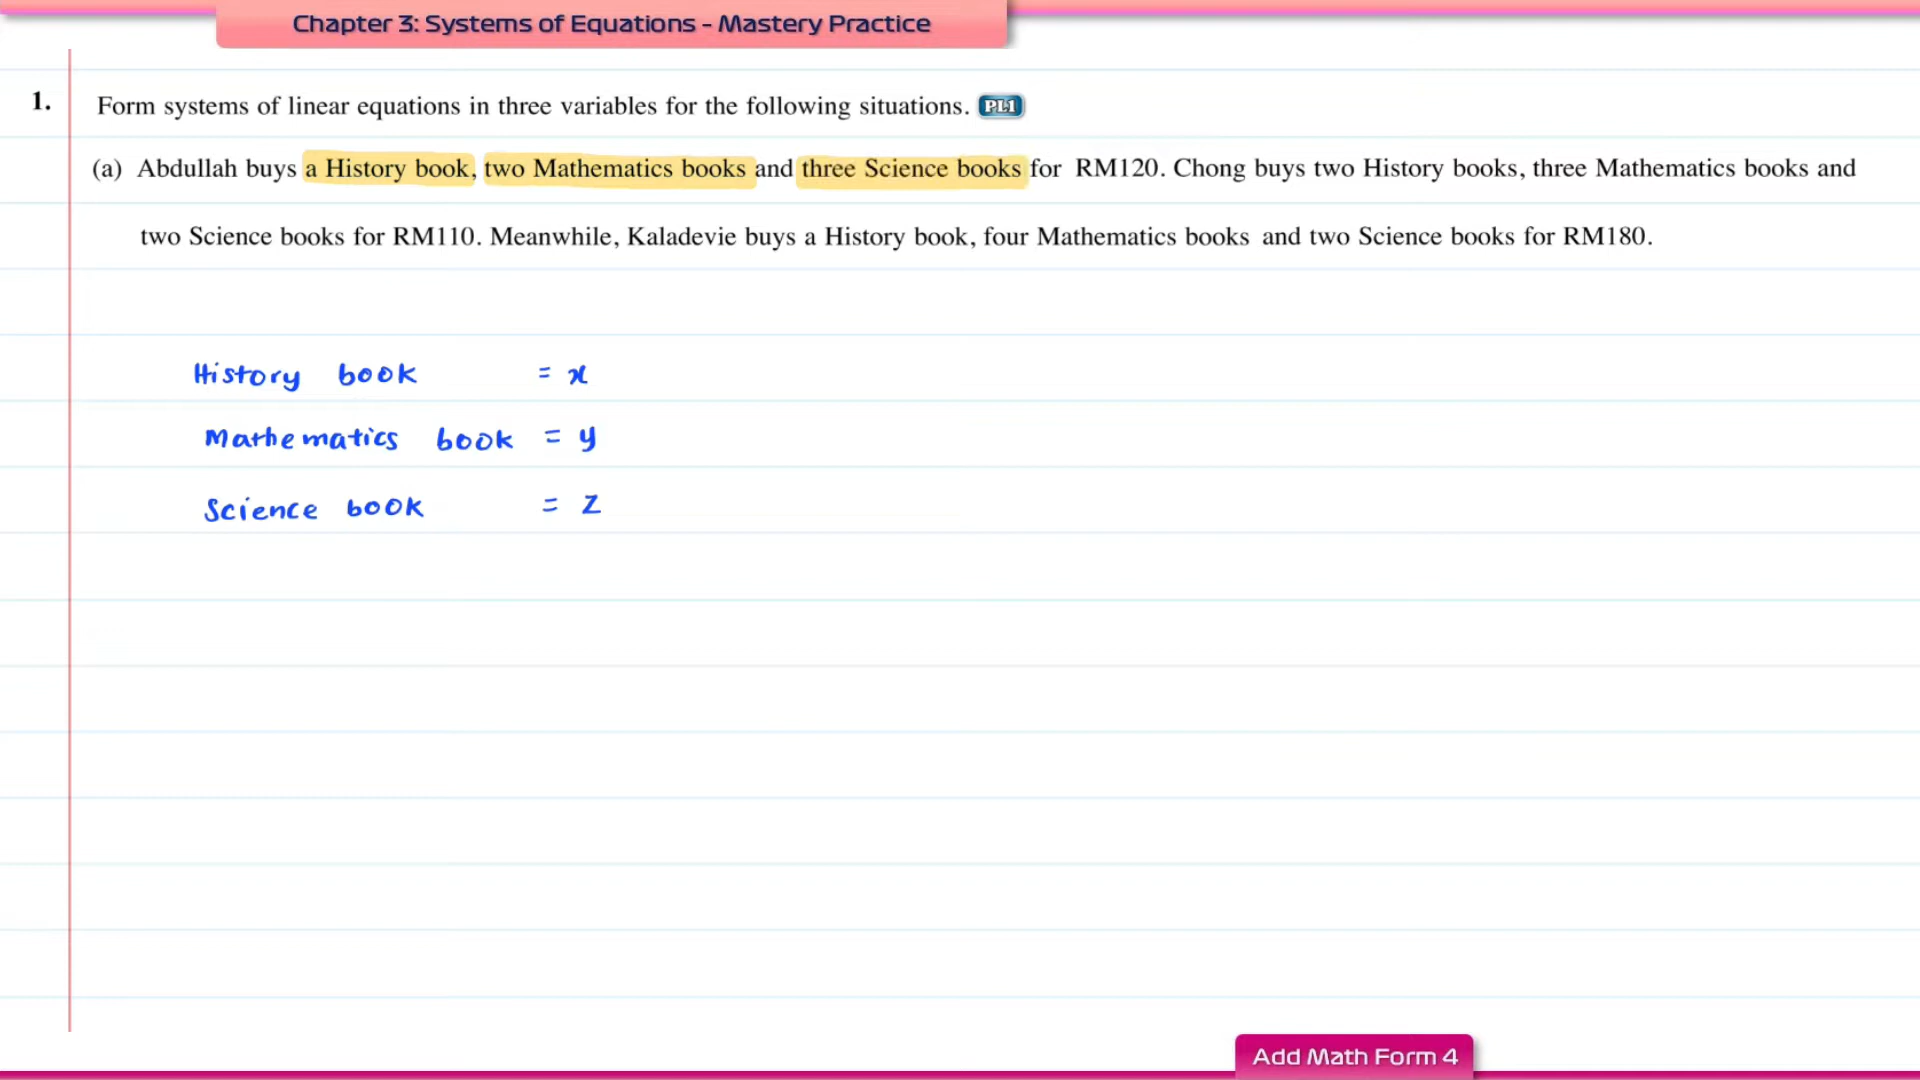 Chapter 3: Systems of Equations - Mastery Practice
1. Form systems of linear equations in three variables for the following situations. PL1
(a) Abdullah buys a History book, two Mathematics books and three Science books for RM120. Chong buys two History books, three Mathematics books and
two Science books for RM110. Meanwhile, Kaladevie buys a History book, four Mathematics books and two Science books for RM180.
History book = x
Mathematics book = y
Science book = z
Add Math Form 4